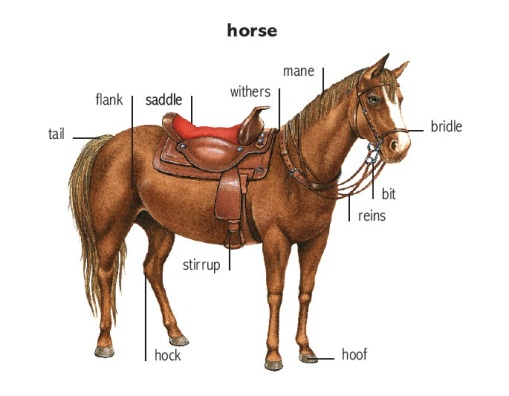 horse
mane
withers
flank
saddle
tail
bridle
bit
reins
stirrup
hock
hoof